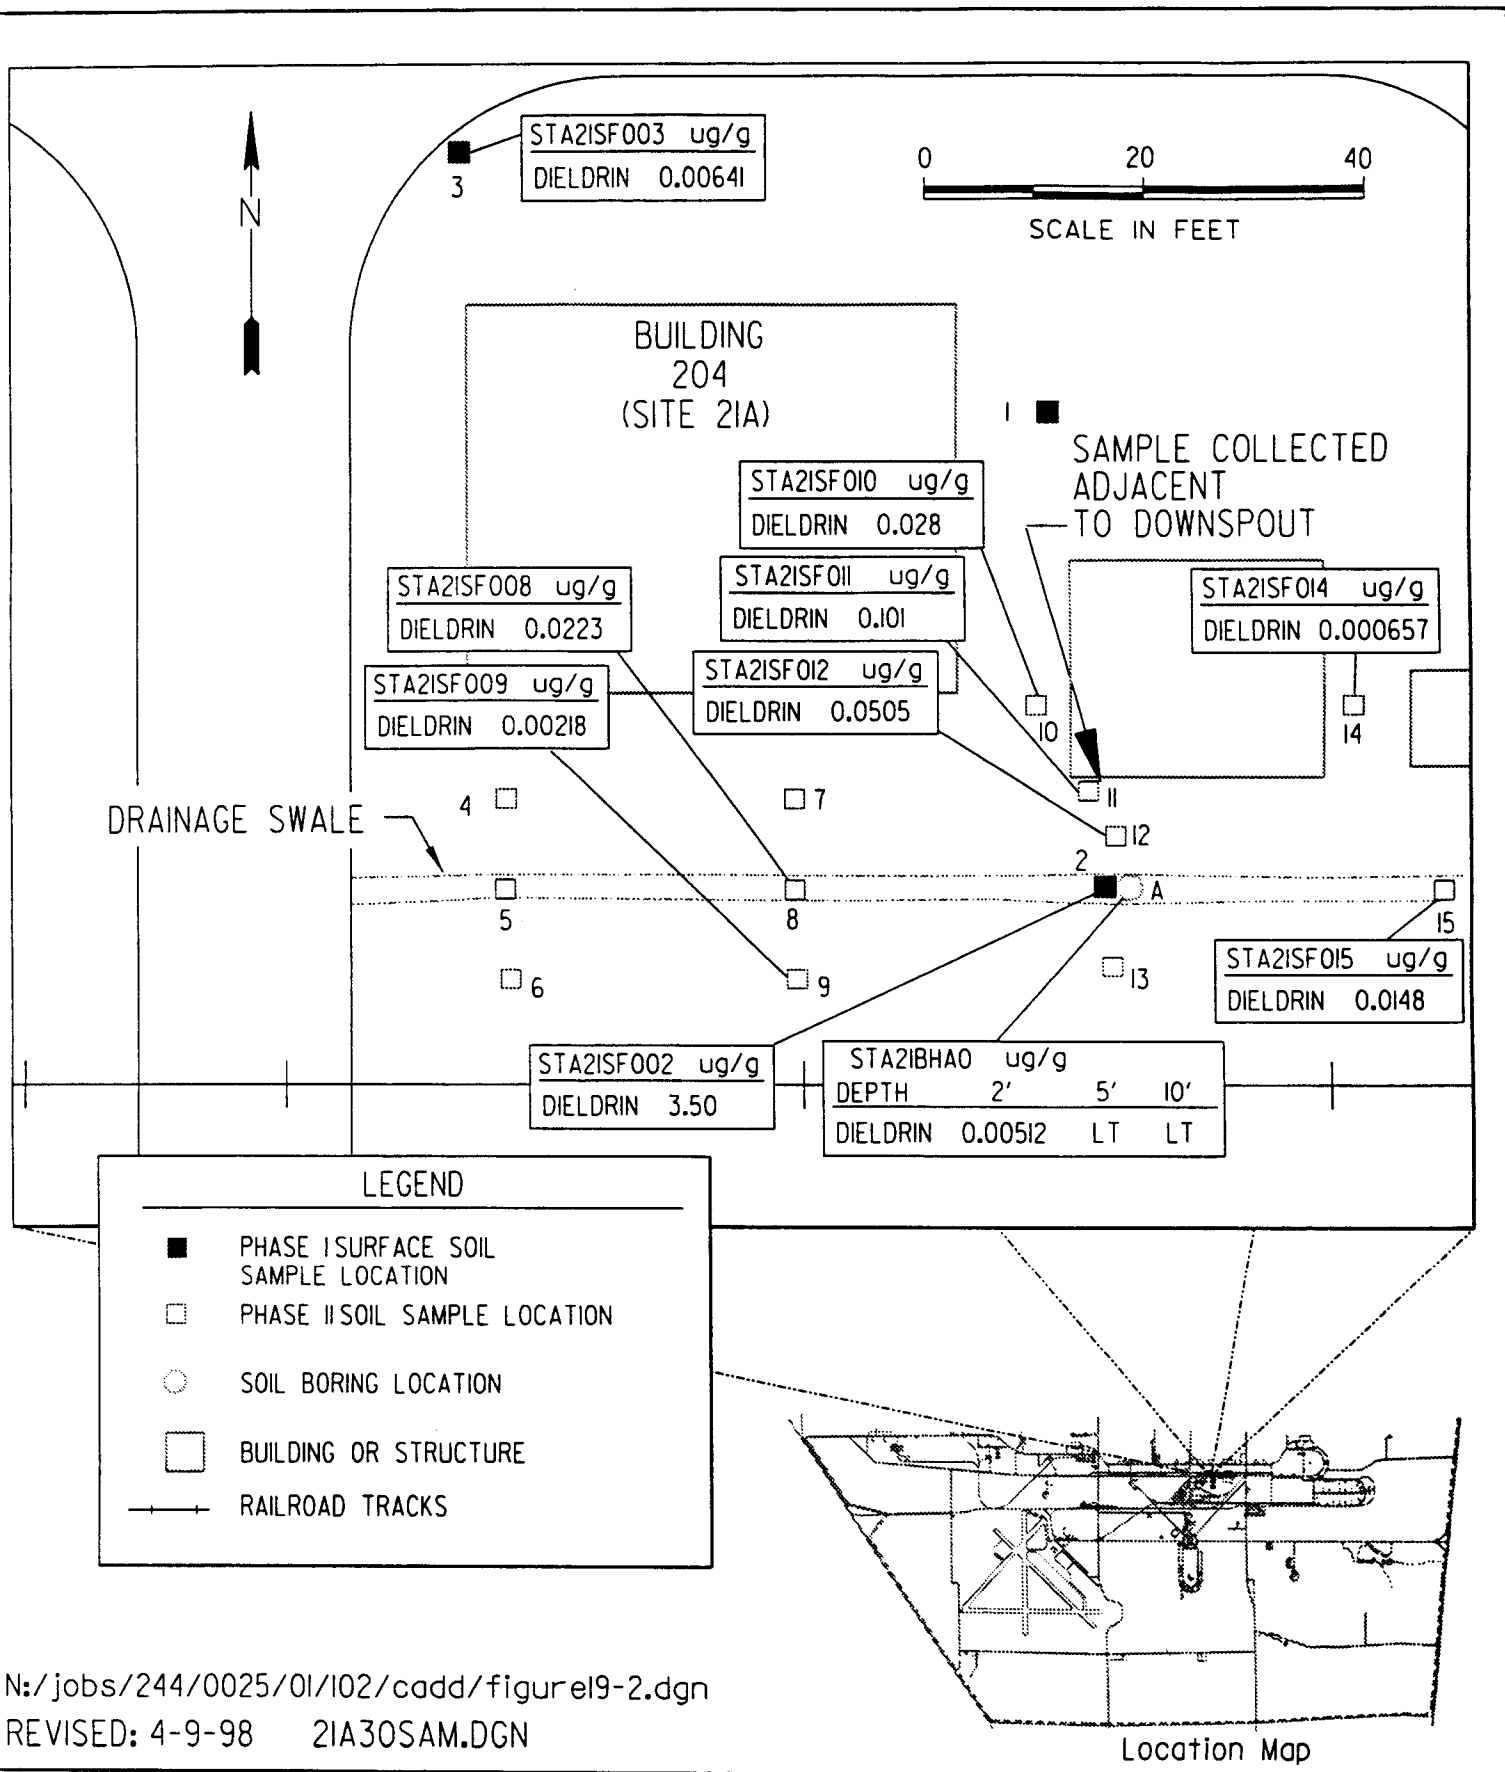 STA21SF003 ug/g
DIELDRIN 0.00641
3
N
0 20 40
SCALE IN FEET
BUILDING
204
(SITE 21A)
1
SAMPLE COLLECTED
ADJACENT
TO DOWNSPOUT
STA21SF010 ug/g
DIELDRIN 0.028
STA21SF011 ug/g
DIELDRIN 0.101
STA21SF008 ug/g
DIELDRIN 0.0223
STA21SF014 ug/g
DIELDRIN 0.000657
STA21SF009 ug/g
DIELDRIN 0.00218
STA21SF012 ug/g
DIELDRIN 0.0505
10
14
4
7
11
DRAINAGE SWALE
12
2
A
5
8
15
6
9
13
STA21SF015 ug/g
DIELDRIN 0.0148
STA21SF002 ug/g
DIELDRIN 3.50
STA21BHA0 ug/g
DEPTH 2' 5' 10'
DIELDRIN 0.00512 LT LT
LEGEND
PHASE I SURFACE SOIL
SAMPLE LOCATION
PHASE II SOIL SAMPLE LOCATION
SOIL BORING LOCATION
BUILDING OR STRUCTURE
RAILROAD TRACKS
N:/jobs/244/0025/01/102/cadd/figure19-2.dgn
REVISED: 4-9-98 21A30SAM.DGN
Location Map